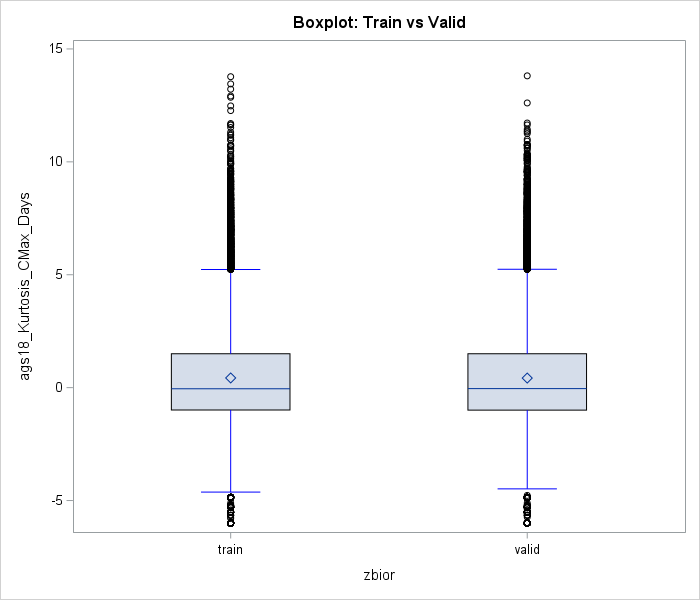 Boxplot: Train vs Valid
15
10
5
0
-5
ags18_Kurtosis_CMax_Days
train
valid
zbior